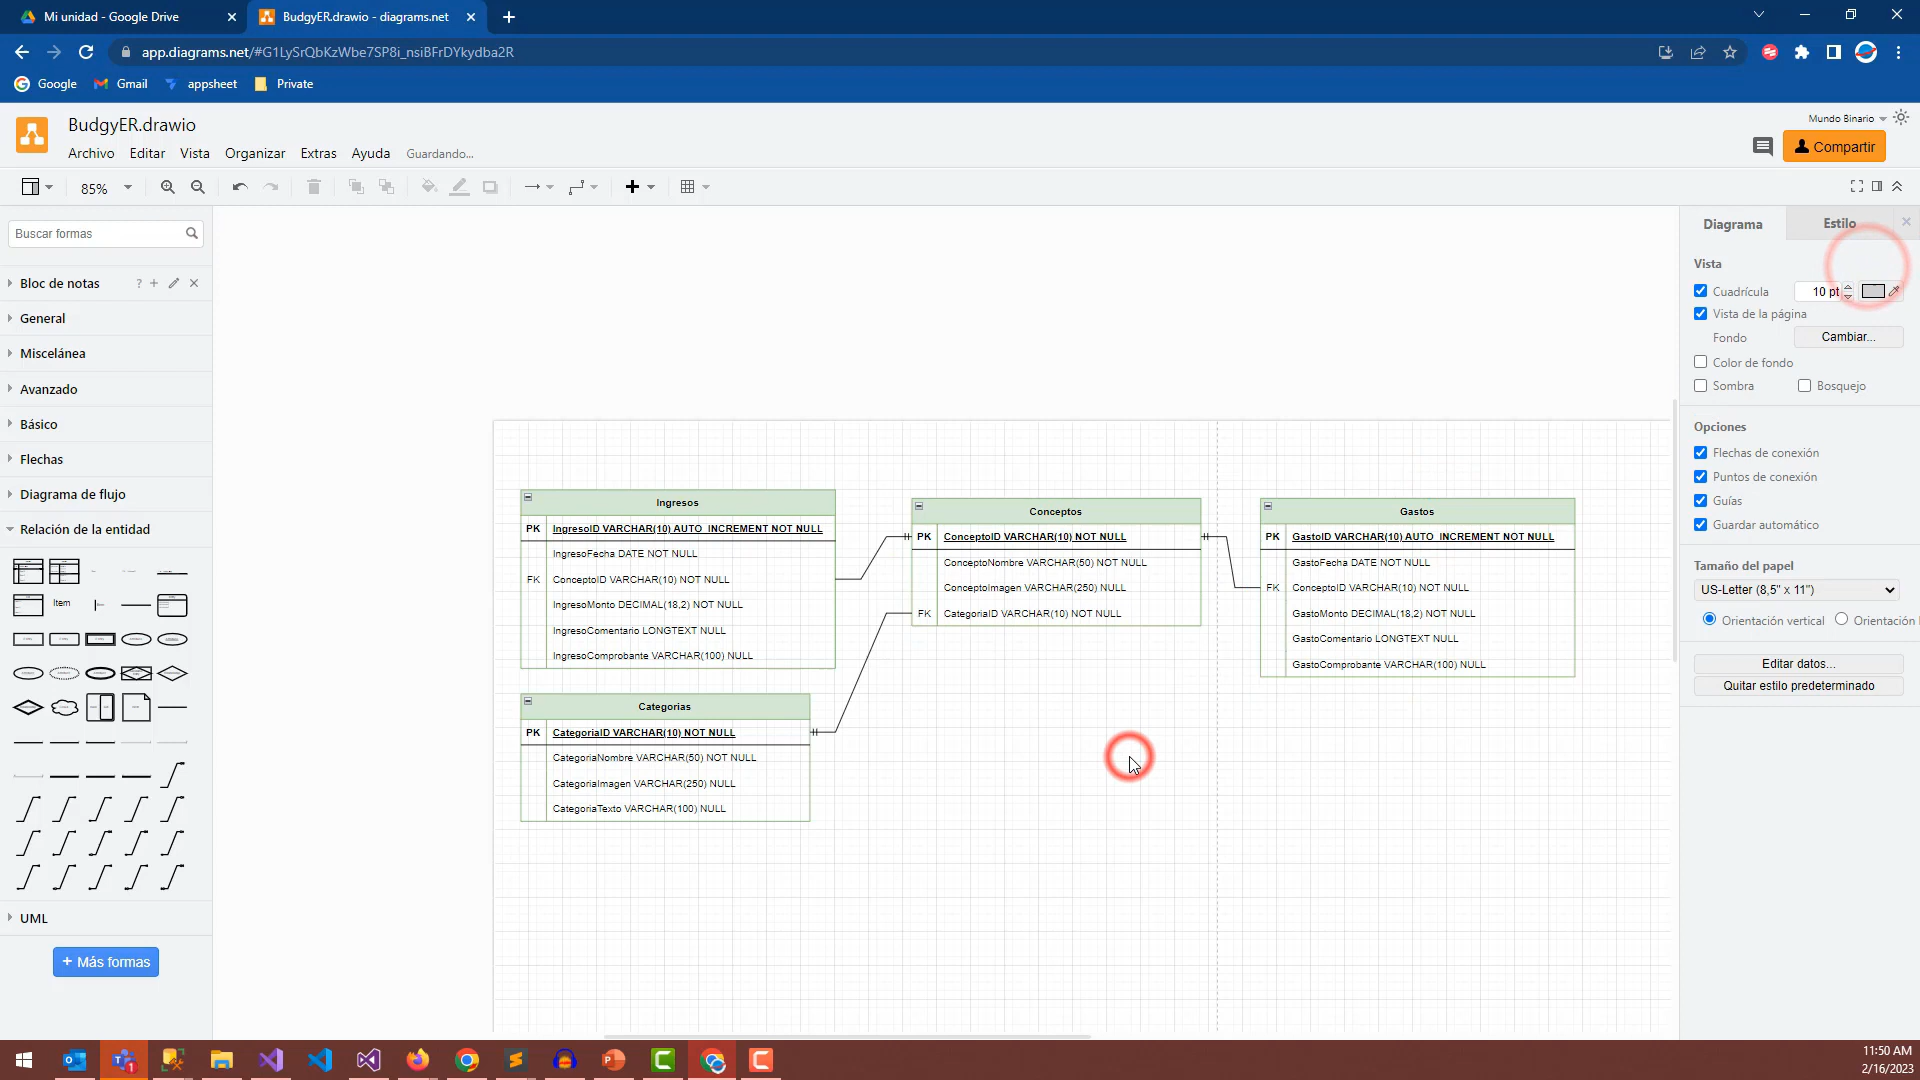 Mi unidad - Google Drive
BudgyER.drawio - diagrams.net
app.diagrams.net/#G1LySrQbKzWbe7SP8i_nsiBFrDYkydba2R
Google
Gmail
appsheet
Private
BudgyER.drawio
Mundo Binario
Archivo
Editar
Vista
Organizar
Extras
Ayuda
Guardando...
Compartir
85%
Buscar formas
Bloc de notas
?
General
Miscelánea
Avanzado
Básico
Flechas
Diagrama de flujo
Relación de la entidad
Item
UML
+ Más formas
Ingresos
PK IngresoID VARCHAR(10) AUTO_INCREMENT NOT NULL
IngresoFecha DATE NOT NULL
FK ConceptoID VARCHAR(10) NOT NULL
IngresoMonto DECIMAL(18,2) NOT NULL
IngresoComentario LONGTEXT NULL
IngresoComprobante VARCHAR(100) NULL
Categorias
PK CategoriaID VARCHAR(10) NOT NULL
CategoriaNombre VARCHAR(50) NOT NULL
CategoriaImagen VARCHAR(250) NULL
CategoriaTexto VARCHAR(100) NULL
Conceptos
PK ConceptoID VARCHAR(10) NOT NULL
ConceptoNombre VARCHAR(50) NOT NULL
ConceptoImagen VARCHAR(250) NULL
FK CategoriaID VARCHAR(10) NOT NULL
Gastos
PK GastoID VARCHAR(10) AUTO_INCREMENT NOT NULL
GastoFecha DATE NOT NULL
FK ConceptoID VARCHAR(10) NOT NULL
GastoMonto DECIMAL(18,2) NOT NULL
GastoComentario LONGTEXT NULL
GastoComprobante VARCHAR(100) NULL
Diagrama
Estilo
Vista
Cuadrícula
10 pt
Vista de la página
Fondo
Cambiar...
Color de fondo
Sombra
Bosquejo
Opciones
Flechas de conexión
Puntos de conexión
Guías
Guardar automático
Tamaño del papel
US-Letter (8,5" x 11")
Orientación vertical
Orientación
Editar datos...
Quitar estilo predeterminado
11:50 AM
2/16/2023